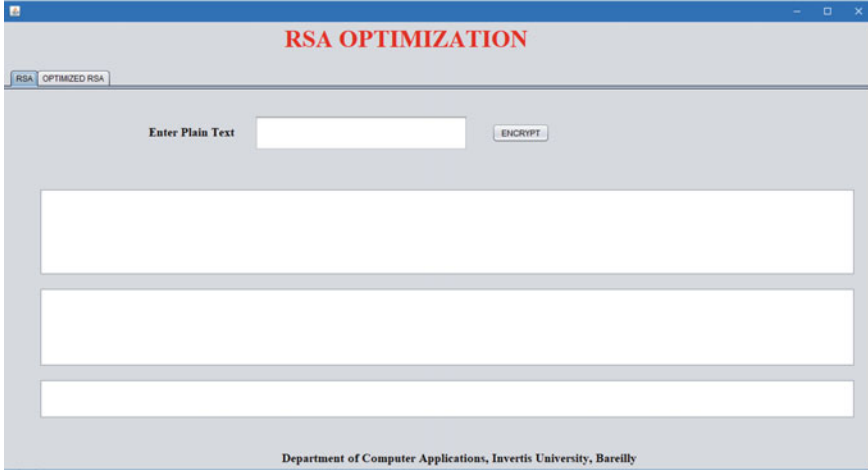 RSA OPTIMIZATION
RSA OPTIMIZED RSA
Enter Plain Text ENCRYPT
Department of Computer Applications, Invertis University, Bareilly